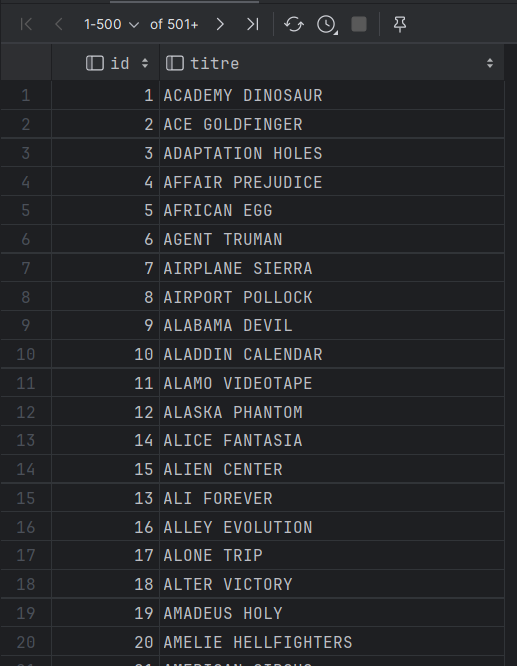 1-500 of 501+
id titre
1 1 ACADEMY DINOSAUR
2 2 ACE GOLDFINGER
3 3 ADAPTATION HOLES
4 4 AFFAIR PREJUDICE
5 5 AFRICAN EGG
6 6 AGENT TRUMAN
7 7 AIRPLANE SIERRA
8 8 AIRPORT POLLOCK
9 9 ALABAMA DEVIL
10 10 ALADDIN CALENDAR
11 11 ALAMO VIDEOTAPE
12 12 ALASKA PHANTOM
13 14 ALICE FANTASIA
14 15 ALIEN CENTER
15 13 ALI FOREVER
16 16 ALLEY EVOLUTION
17 17 ALONE TRIP
18 18 ALTER VICTORY
19 19 AMADEUS HOLY
20 20 AMELIE HELLFIGHTERS